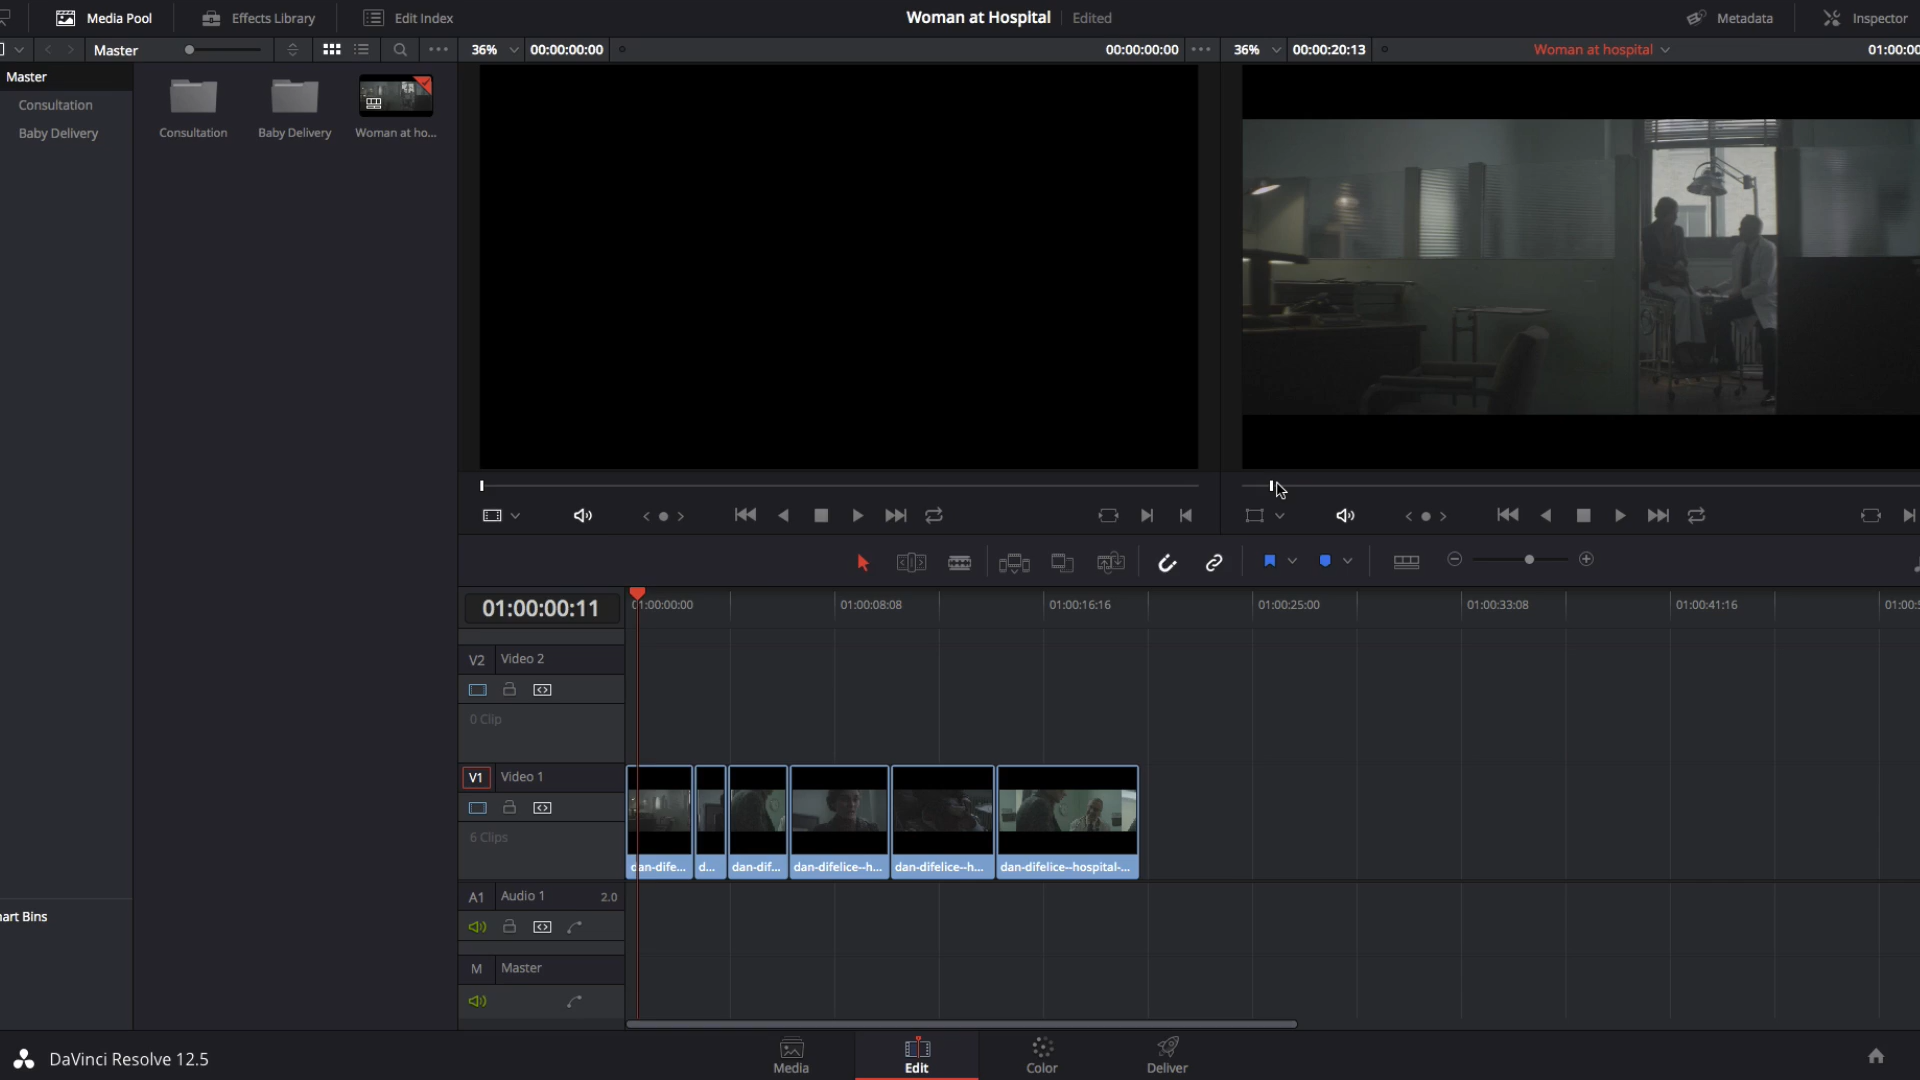 Media Pool
Effects Library
Edit Index
Woman at Hospital
Edited
Metadata
Inspector
Master
36%
00:00:00:00
00:00:00:00
36%
00:00:20:13
Woman at hospital
01:00:00
Master
Consultation
Baby Delivery
Consultation
Baby Delivery
Woman at ho...
01:00:00:11
01:00:00:00
01:00:08:08
01:00:16:16
01:00:25:00
01:00:33:08
01:00:41:16
01:00:5
V2 Video 2
0 Clip
V1 Video 1
6 Clips
dan-dife...
d...
dan-dif...
dan-difelice--h...
dan-difelice--h...
dan-difelice--hospital-...
A1 Audio 1 2.0
art Bins
M Master
DaVinci Resolve 12.5
Media
Edit
Color
Deliver